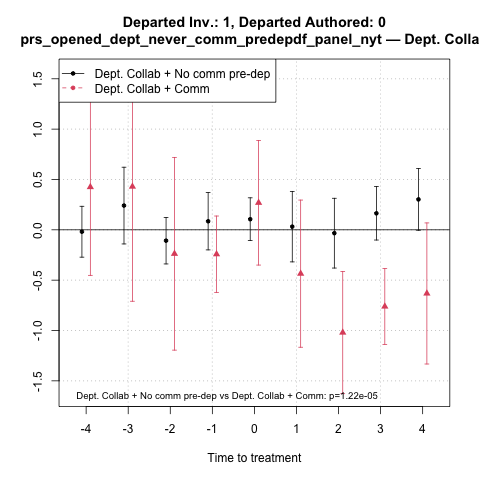 Departed Inv.: 1, Departed Authored: 0
prs_opened_dept_never_comm_predepdf_panel_nyt — Dept. Colla
Dept. Collab + No comm pre-dep
Dept. Collab + Comm
1.5
1.0
0.5
0.0
-0.5
-1.0
-1.5
Dept. Collab + No comm pre-dep vs Dept. Collab + Comm: p=1.22e-05
-4 -3 -2 -1 0 1 2 3 4
Time to treatment